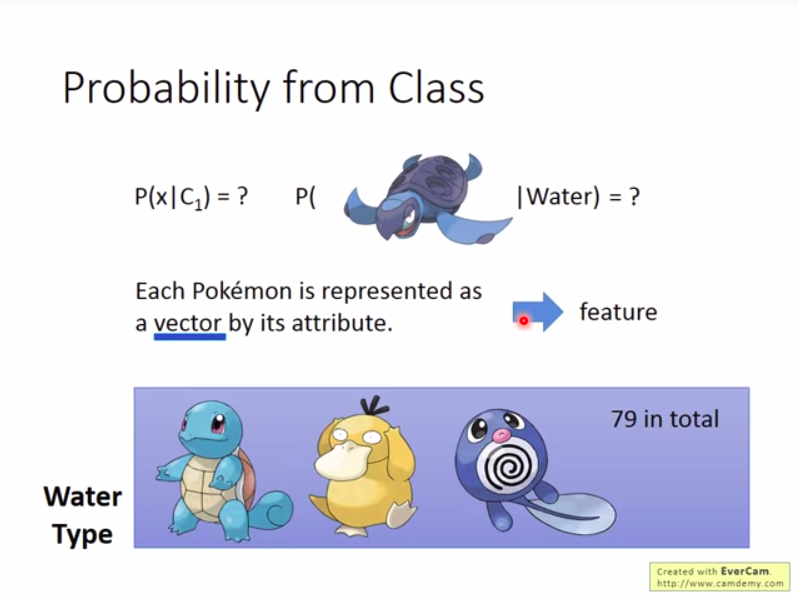 Probability from Class
P(x|C₁) = ? P( |Water) = ?
Each Pokémon is represented as
a vector by its attribute.
feature
79 in total
Water
Type
Created with EverCam.
http://www.camdemy.com